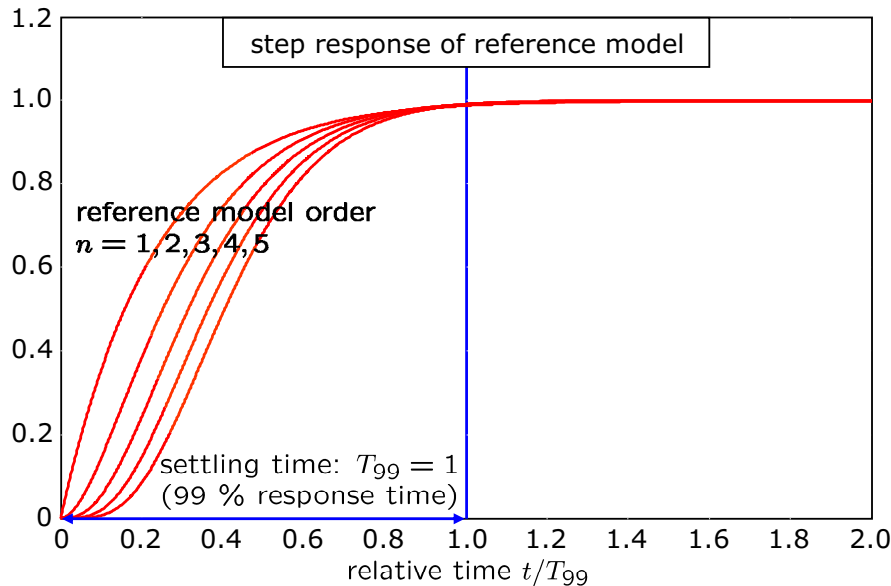 1.2
step response of reference model
1.0
0.8
reference model order
n = 1, 2, 3, 4, 5
0.6
0.4
0.2
settling time: T₉₉ = 1
(99 % response time)
0
0 0.2 0.4 0.6 0.8 1.0 1.2 1.4 1.6 1.8 2.0
relative time t/T₉₉